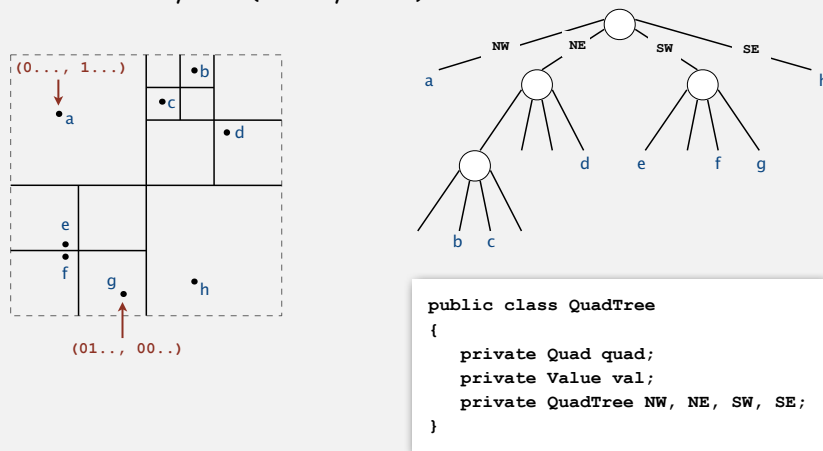 (0..., 1...)
a
b
c
d
e
f
g
h
(01.., 00..)
NW
NE
SW
SE
a
h
d
e
f
g
b
c
public class QuadTree
{
private Quad quad;
private Value val;
private QuadTree NW, NE, SW, SE;
}